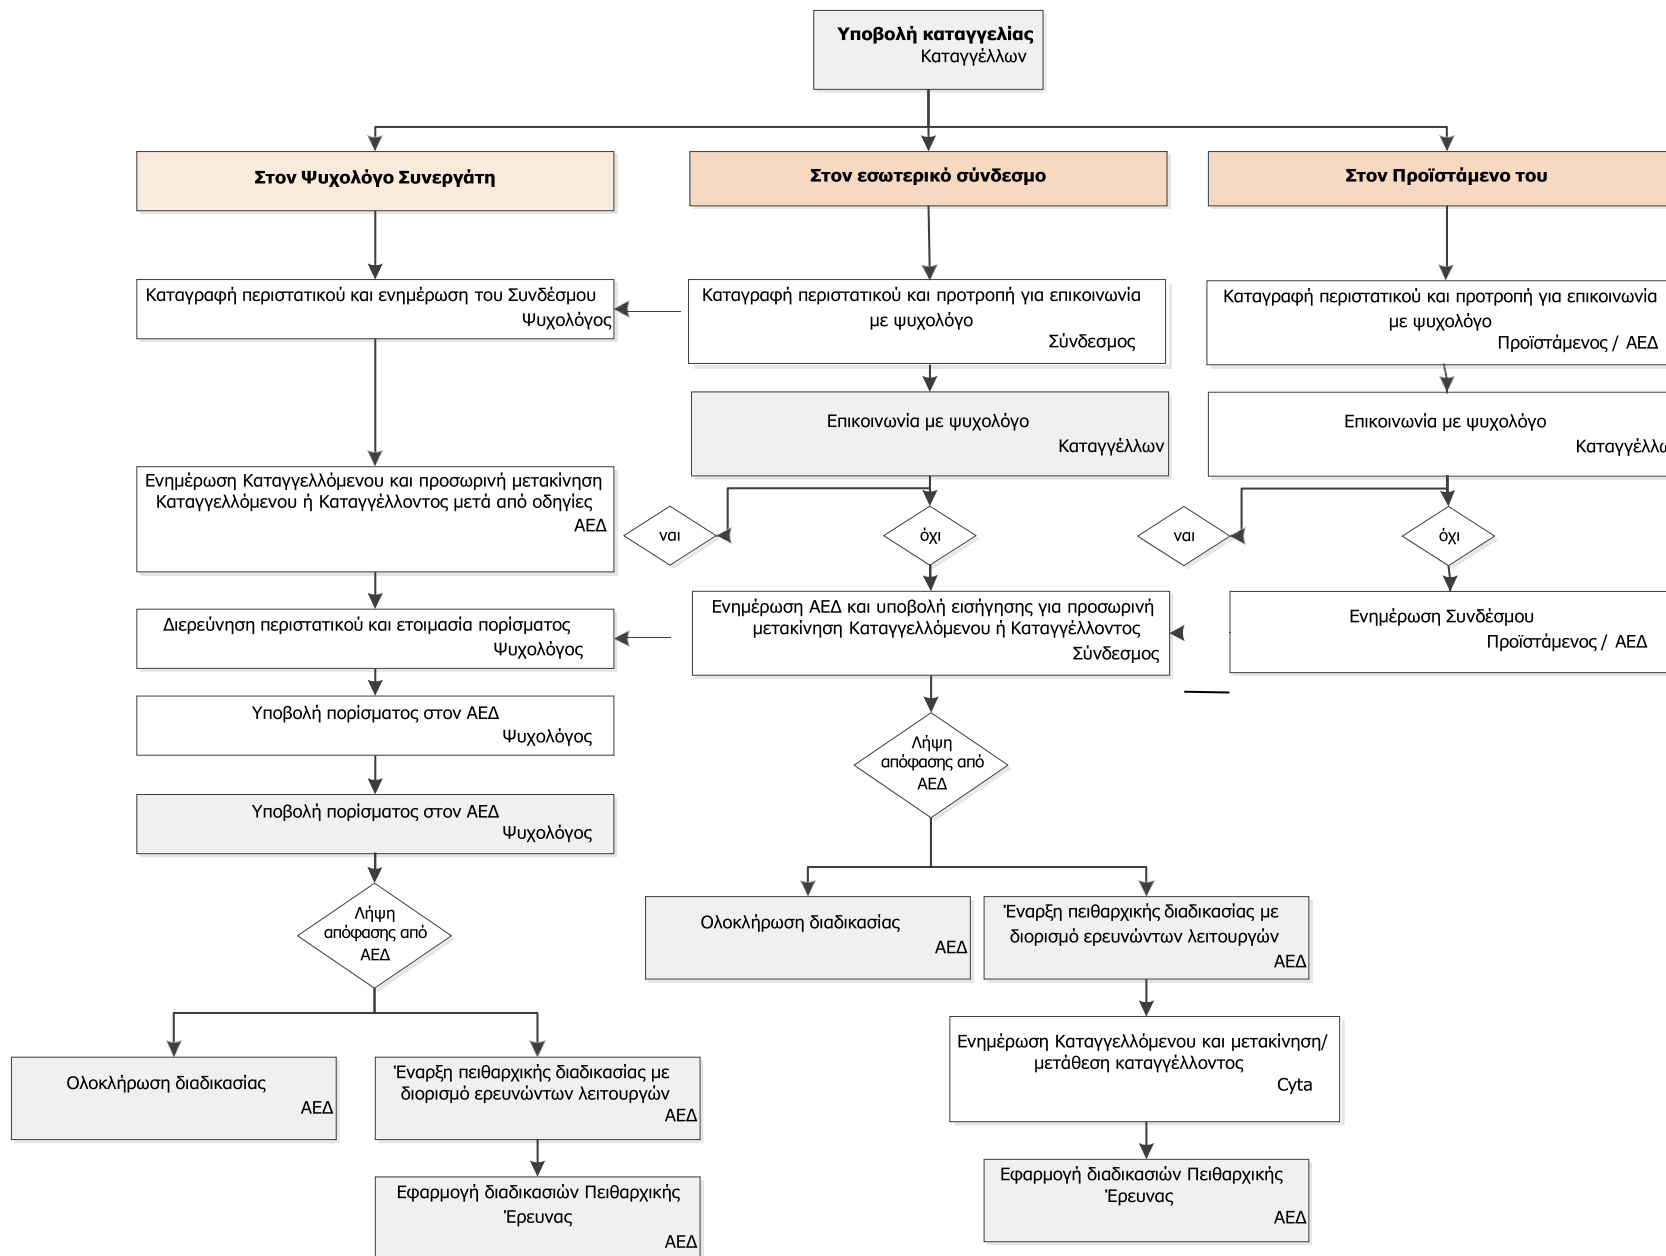 Υποβολή καταγγελίας
Καταγγέλλων
Στον Ψυχολόγο Συνεργάτη
Στον εσωτερικό σύνδεσμο
Στον Προϊστάμενο του
Καταγραφή περιστατικού και ενημέρωση του Συνδέσμου
Ψυχολόγος
Καταγραφή περιστατικού και προτροπή για επικοινωνία
με ψυχολόγο
Σύνδεσμος
Καταγραφή περιστατικού και προτροπή για επικοινωνία
με ψυχολόγο
Προϊστάμενος / ΑΕΔ
Επικοινωνία με ψυχολόγο
Καταγγέλλων
Επικοινωνία με ψυχολόγο
Καταγγέλλω
Ενημέρωση Καταγγελλόμενου και προσωρινή μετακίνηση
Καταγγελλόμενου ή Καταγγέλλοντος μετά από οδηγίες
ΑΕΔ
ναι
όχι
ναι
όχι
Διερεύνηση περιστατικού και ετοιμασία πορίσματος
Ψυχολόγος
Ενημέρωση ΑΕΔ και υποβολή εισήγησης για προσωρινή
μετακίνηση Καταγγελλόμενου ή Καταγγέλλοντος
Σύνδεσμος
Ενημέρωση Συνδέσμου
Προϊστάμενος / ΑΕΔ
Υποβολή πορίσματος στον ΑΕΔ
Ψυχολόγος
Λήψη
απόφασης από
ΑΕΔ
Υποβολή πορίσματος στον ΑΕΔ
Ψυχολόγος
Λήψη
απόφασης από
ΑΕΔ
Ολοκλήρωση διαδικασίας
ΑΕΔ
Έναρξη πειθαρχικής διαδικασίας με
διορισμό ερευνώντων λειτουργών
ΑΕΔ
Ενημέρωση Καταγγελλόμενου και μετακίνηση/
μετάθεση καταγγέλλοντος
Cyta
Ολοκλήρωση διαδικασίας
ΑΕΔ
Έναρξη πειθαρχικής διαδικασίας με
διορισμό ερευνώντων λειτουργών
ΑΕΔ
Εφαρμογή διαδικασιών Πειθαρχικής
Έρευνας
ΑΕΔ
Εφαρμογή διαδικασιών Πειθαρχικής
Έρευνας
ΑΕΔ